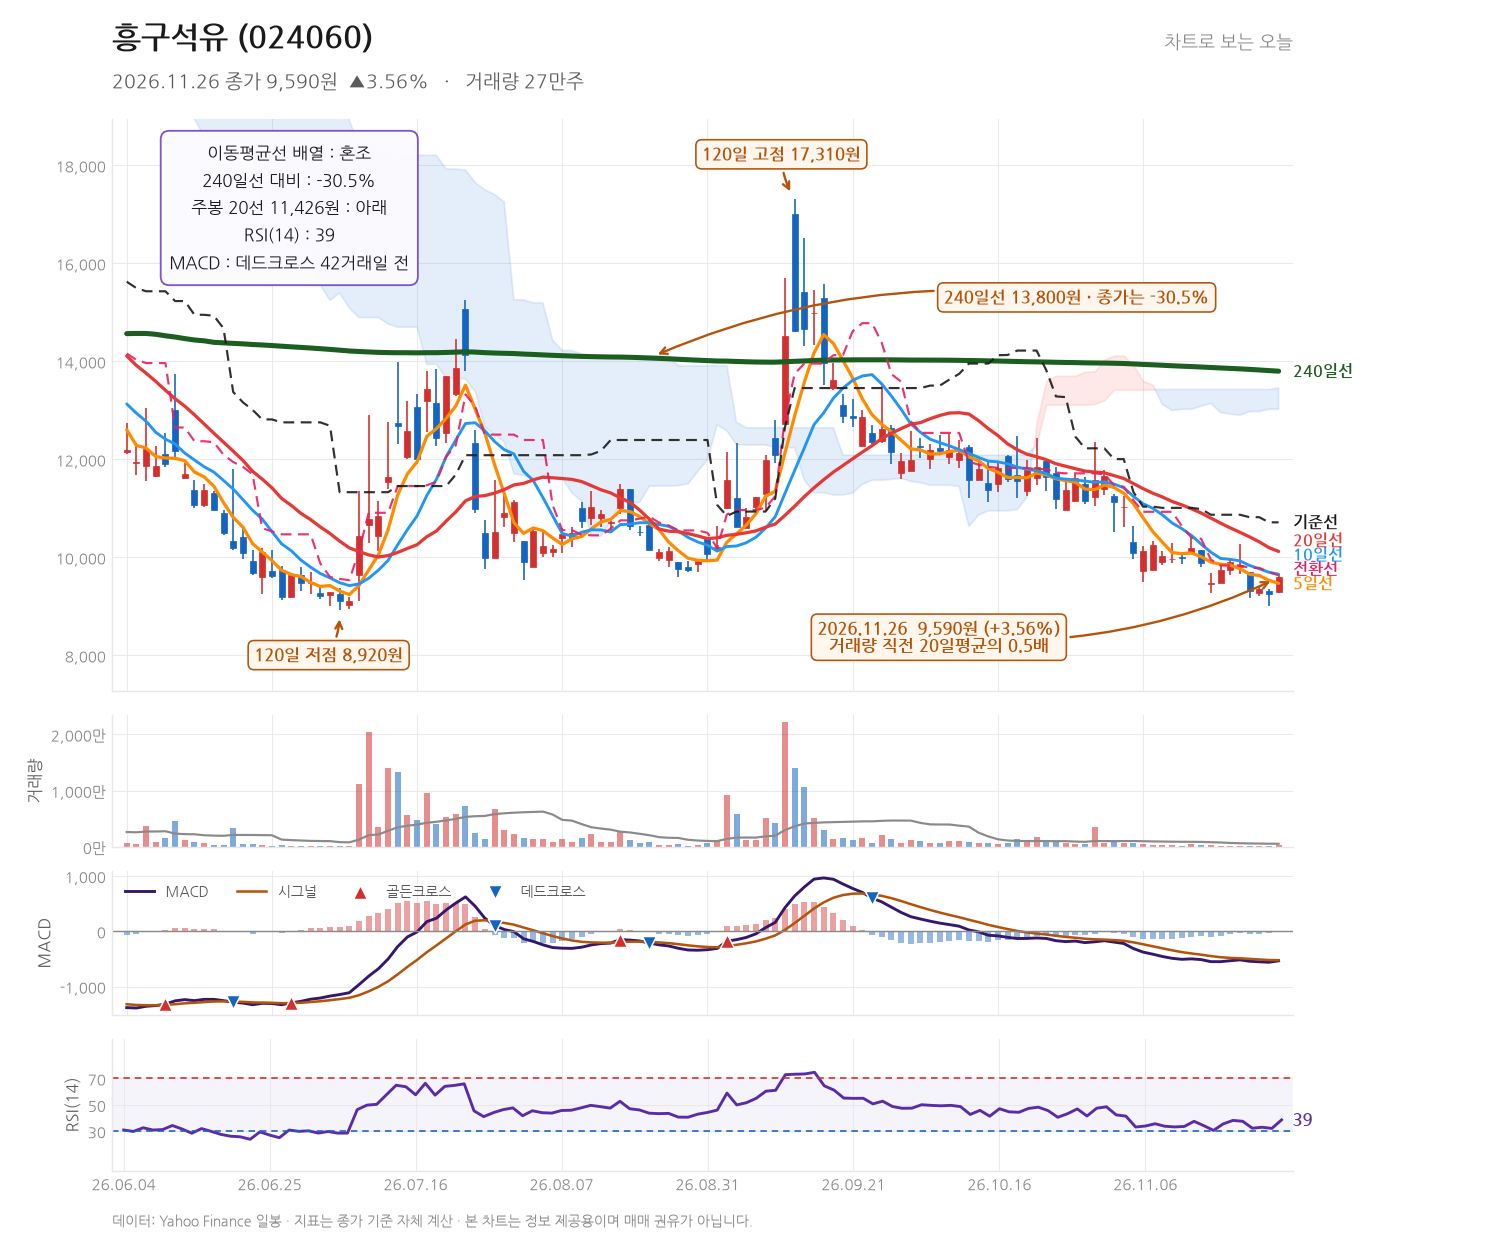 흥구석유 (024060)
차트로 보는 오늘
2026.11.26 종가 9,590원 ▲3.56% · 거래량 27만주
이동평균선 배열 : 혼조
240일선 대비 : -30.5%
주봉 20선 11,426원 : 아래
RSI(14) : 39
MACD : 데드크로스 42거래일 전
120일 고점 17,310원
240일선 13,800원 · 종가는 -30.5%
120일 저점 8,920원
2026.11.26 9,590원 (+3.56%)
거래량 직전 20일평균의 0.5배
18,000
16,000
14,000
12,000
10,000
8,000
240일선
기준선
20일선
10일선
전환선
5일선
거래량
2,000만
1,000만
0만
MACD
1,000
0
-1,000
MACD
시그널
골든크로스
데드크로스
RSI(14)
70
50
30
39
26.06.04
26.06.25
26.07.16
26.08.07
26.08.31
26.09.21
26.10.16
26.11.06
데이터: Yahoo Finance 일봉 · 지표는 종가 기준 자체 계산 · 본 차트는 정보 제공용이며 매매 권유가 아닙니다.